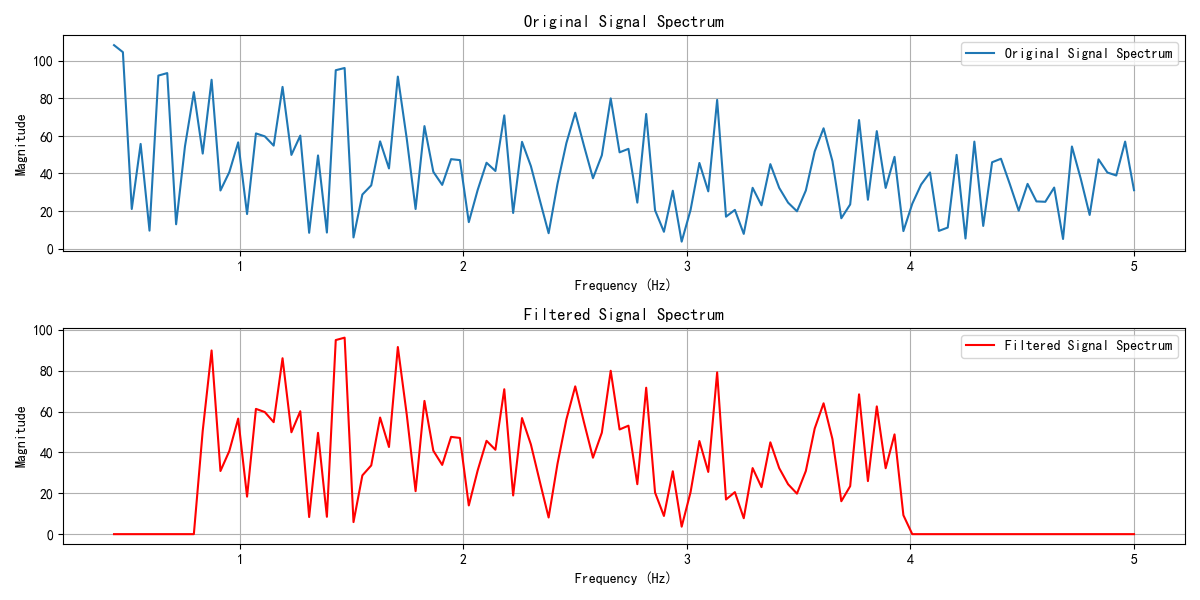 Original Signal Spectrum
Original Signal Spectrum
Magnitude
100
80
60
40
20
0
1
2
3
4
5
Frequency (Hz)
Filtered Signal Spectrum
Filtered Signal Spectrum
Magnitude
100
80
60
40
20
0
1
2
3
4
5
Frequency (Hz)